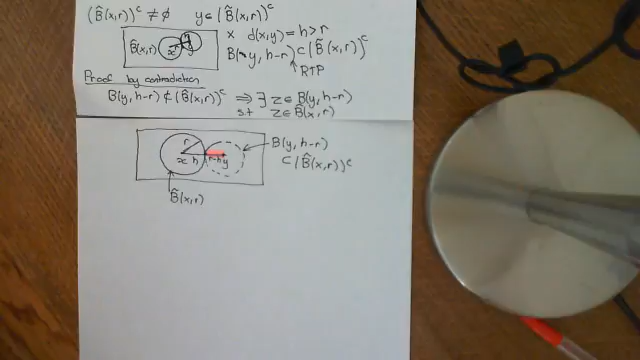 (B̃(x,r))ᶜ ≠ ∅ y ∈ (B̃(x,r))ᶜ
x d(x,y) = h > r
B̃(x,r) x y
B(y, h-r) ⊂ (B̃(x,r))ᶜ
RTP
Proof by contradiction
B(y, h-r) ⊄ (B̃(x,r))ᶜ ⟹ ∃ z ∈ B(y, h-r)
s.t z ∈ B̃(x,r)
r
x h r-h y
B(y, h-r)
⊂ (B̃(x,r))ᶜ
B̃(x,r)